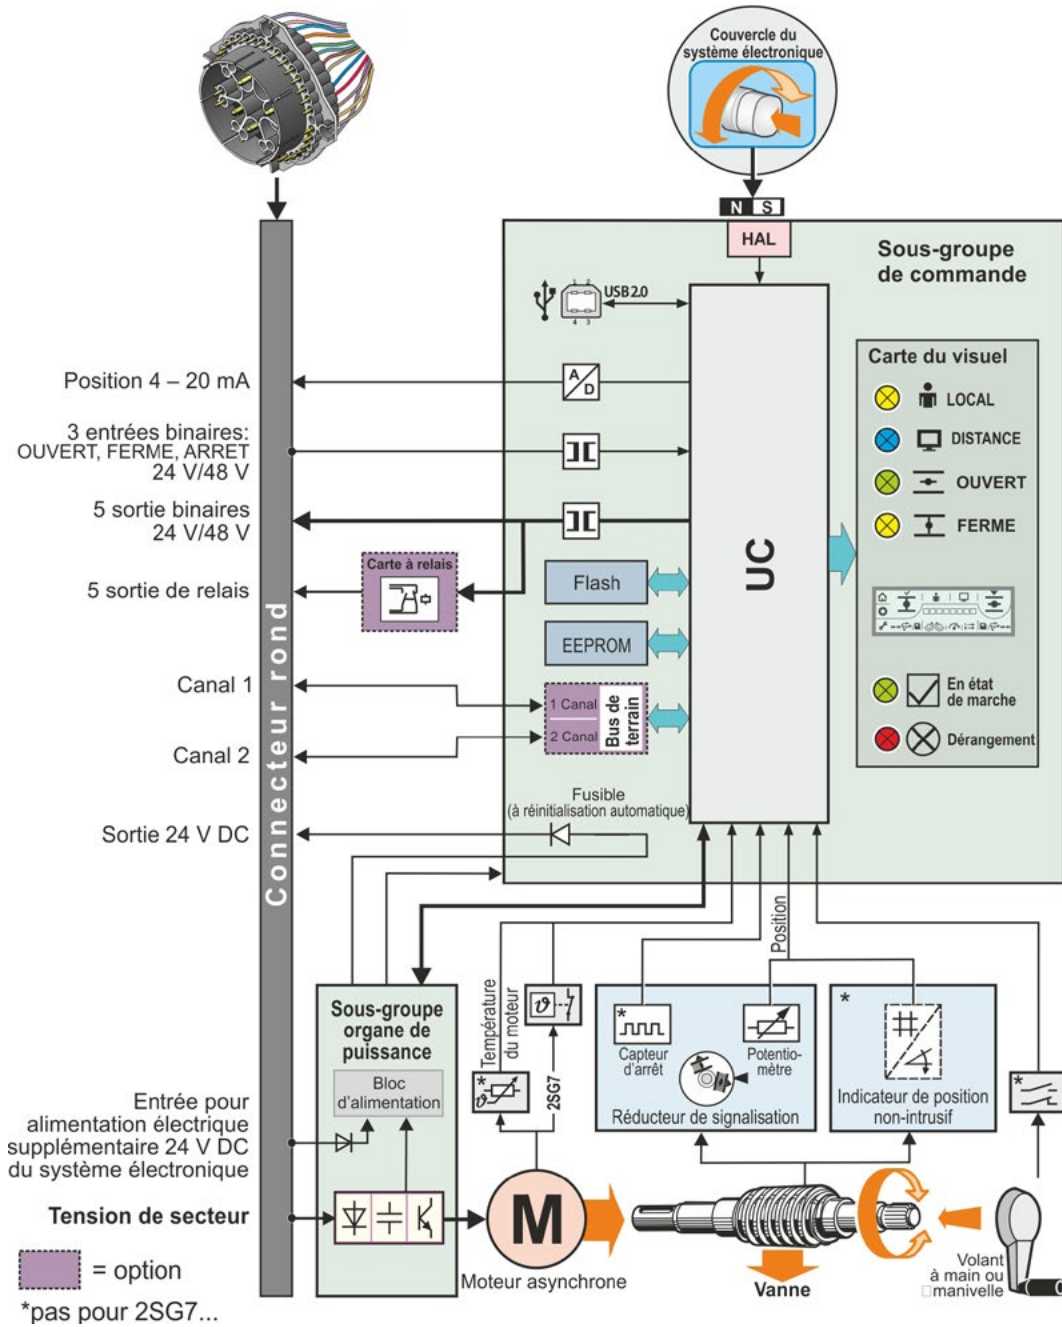 Couvercle du
système électronique
N S
HAL
Sous-groupe
de commande
1 2
USB 2.0
4 3
Carte du visuel
Position 4 – 20 mA
A
D
LOCAL
3 entrées binaires:
OUVERT, FERME, ARRET
24 V/48 V
DISTANCE
OUVERT
5 sortie binaires
24 V/48 V
FERME
UC
Carte à relais
5 sortie de relais
Flash
EEPROM
Connecteur rond
Canal 1
1 Canal
2 Canal
Bus de
terrain
Canal 2
En état
de marche
Dérangement
Fusible
(à réinitialisation automatique)
Sortie 24 V DC
Position
Température
du moteur
ϑ
2SG7
Sous-groupe
organe de
puissance
Bloc
d'alimentation
*
ϑ
*
Capteur
d'arrêt
Potentio-
mètre
Réducteur de signalisation
*
Indicateur de position
non-intrusif
*
Entrée pour
alimentation électrique
supplémentaire 24 V DC
du système électronique
Tension de secteur
M
Moteur asynchrone
Vanne
Volant
à main ou
□manivelle
= option
*pas pour 2SG7...